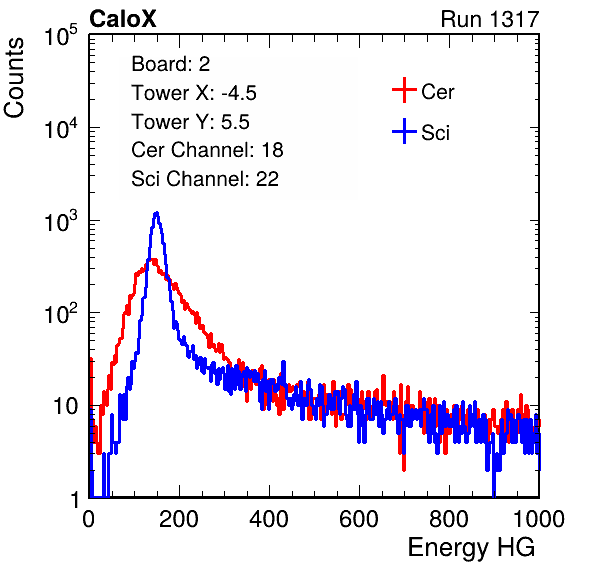 CaloX Run 1317
Counts
10^5
10^4
10^3
10^2
10
1
Board: 2
Tower X: -4.5
Tower Y: 5.5
Cer Channel: 18
Sci Channel: 22
Cer
Sci
0 200 400 600 800 1000
Energy HG